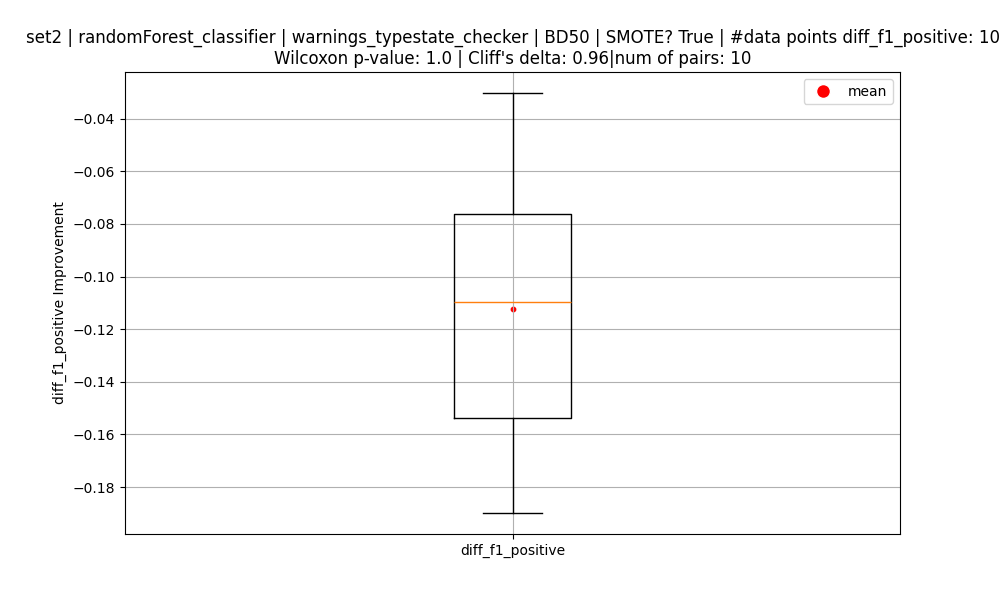 set2 | randomForest_classifier | warnings_typestate_checker | BD50 | SMOTE? True | #data points diff_f1_positive: 10
Wilcoxon p-value: 1.0 | Cliff's delta: 0.96|num of pairs: 10
mean
−0.04
−0.06
−0.08
−0.10
−0.12
−0.14
−0.16
−0.18
diff_f1_positive Improvement
diff_f1_positive